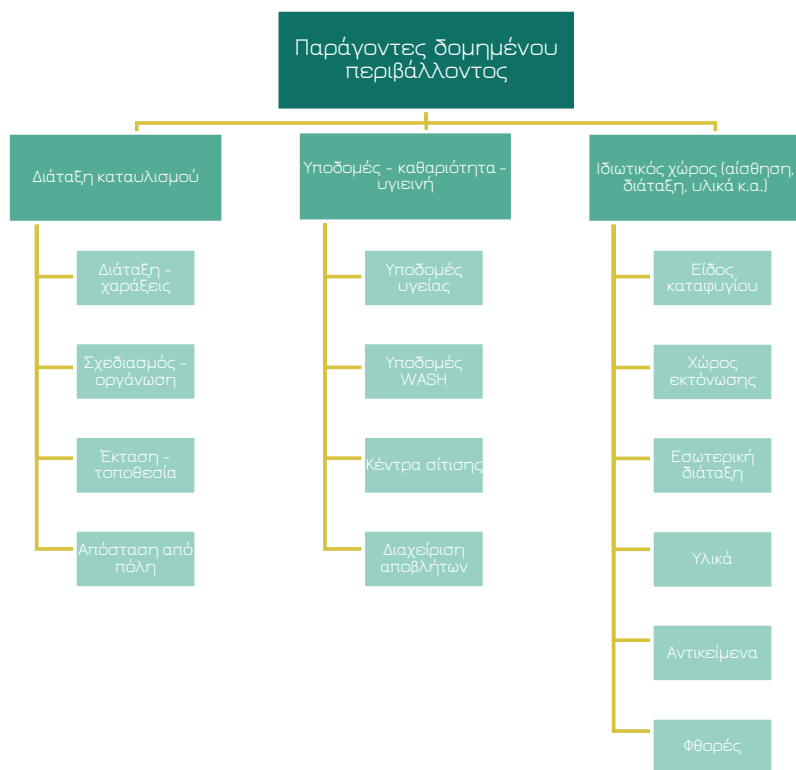 Παράγοντες δομημένου
περιβάλλοντος
Διάταξη καταυλισμού
Διάταξη -
χαράξεις
Σχεδιασμός -
οργάνωση
Έκταση -
τοποθεσία
Απόσταση από
πόλη
Υποδομές - καθαριότητα -
υγιεινή
Υποδομές
υγείας
Υποδομές
WASH
Κέντρα σίτισης
Διαχείριση
αποβλήτων
Ιδιωτικός χώρος (αίσθηση,
διάταξη, υλικά κ.α.)
Είδος
καταφυγίου
Χώρος
εκτόνωσης
Εσωτερική
διάταξη
Υλικά
Αντικείμενα
Φθορές